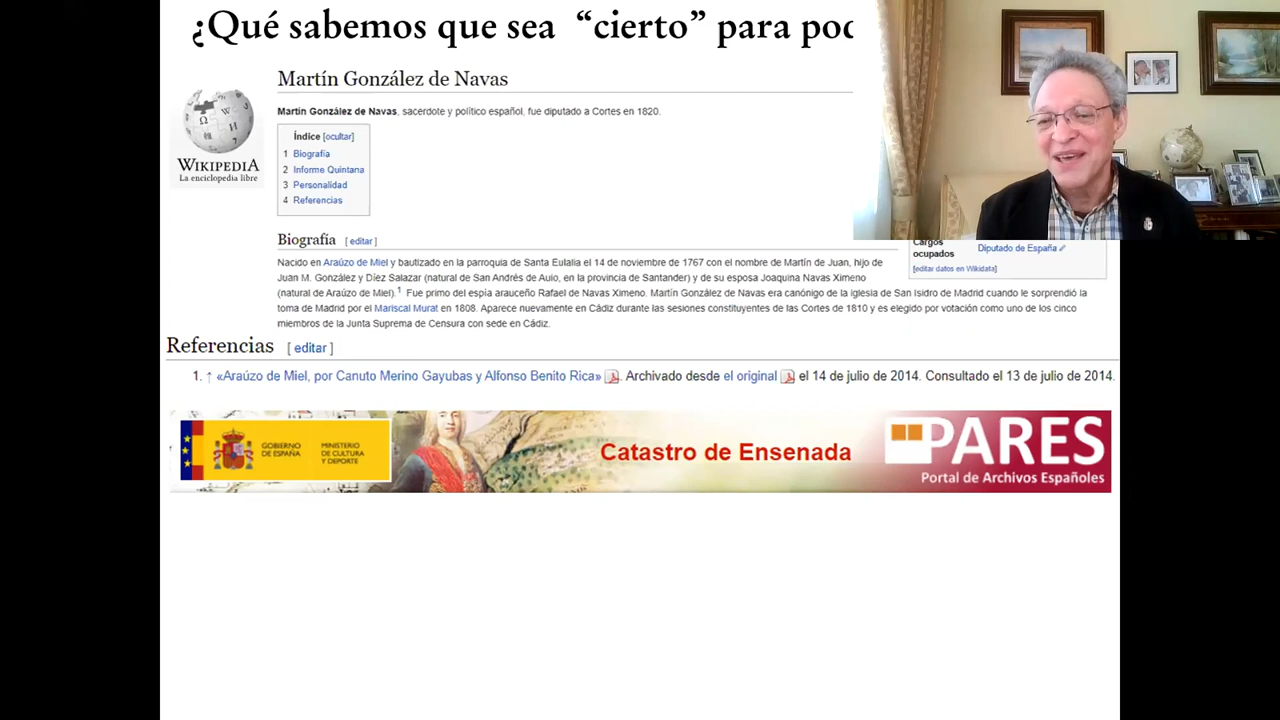 ¿Qué sabemos que sea “cierto” para pod
Martín González de Navas
Martín González de Navas, sacerdote y político español, fue diputado a Cortes en 1820.
WIKIPEDIA
La enciclopedia libre
Índice [ocultar]
1 Biografía
2 Informe Quintana
3 Personalidad
4 Referencias
Biografía [ editar ]
Cargos
ocupados
Diputado de España
[editar datos en Wikidata]
Nacido en Araúzo de Miel y bautizado en la parroquia de Santa Eulalia el 14 de noviembre de 1767 con el nombre de Martín de Juan, hijo de
Juan M. González y Díez Salazar (natural de San Andrés de Auio, en la provincia de Santander) y de su esposa Joaquina Navas Ximeno
(natural de Araúzo de Miel).1 Fue primo del espía arauceño Rafael de Navas Ximeno. Martín González de Navas era canónigo de la iglesia de San Isidro de Madrid cuando le sorprendió la
toma de Madrid por el Mariscal Murat en 1808. Aparece nuevamente en Cádiz durante las sesiones constituyentes de las Cortes de 1810 y es elegido por votación como uno de los cinco
miembros de la Junta Suprema de Censura con sede en Cádiz.
Referencias [ editar ]
1. ↑ «Araúzo de Miel, por Canuto Merino Gayubas y Alfonso Benito Rica». Archivado desde el original el 14 de julio de 2014. Consultado el 13 de julio de 2014.
GOBIERNO
DE ESPAÑA
MINISTERIO
DE CULTURA
Y DEPORTE
Catastro de Ensenada
PARES
Portal de Archivos Españoles